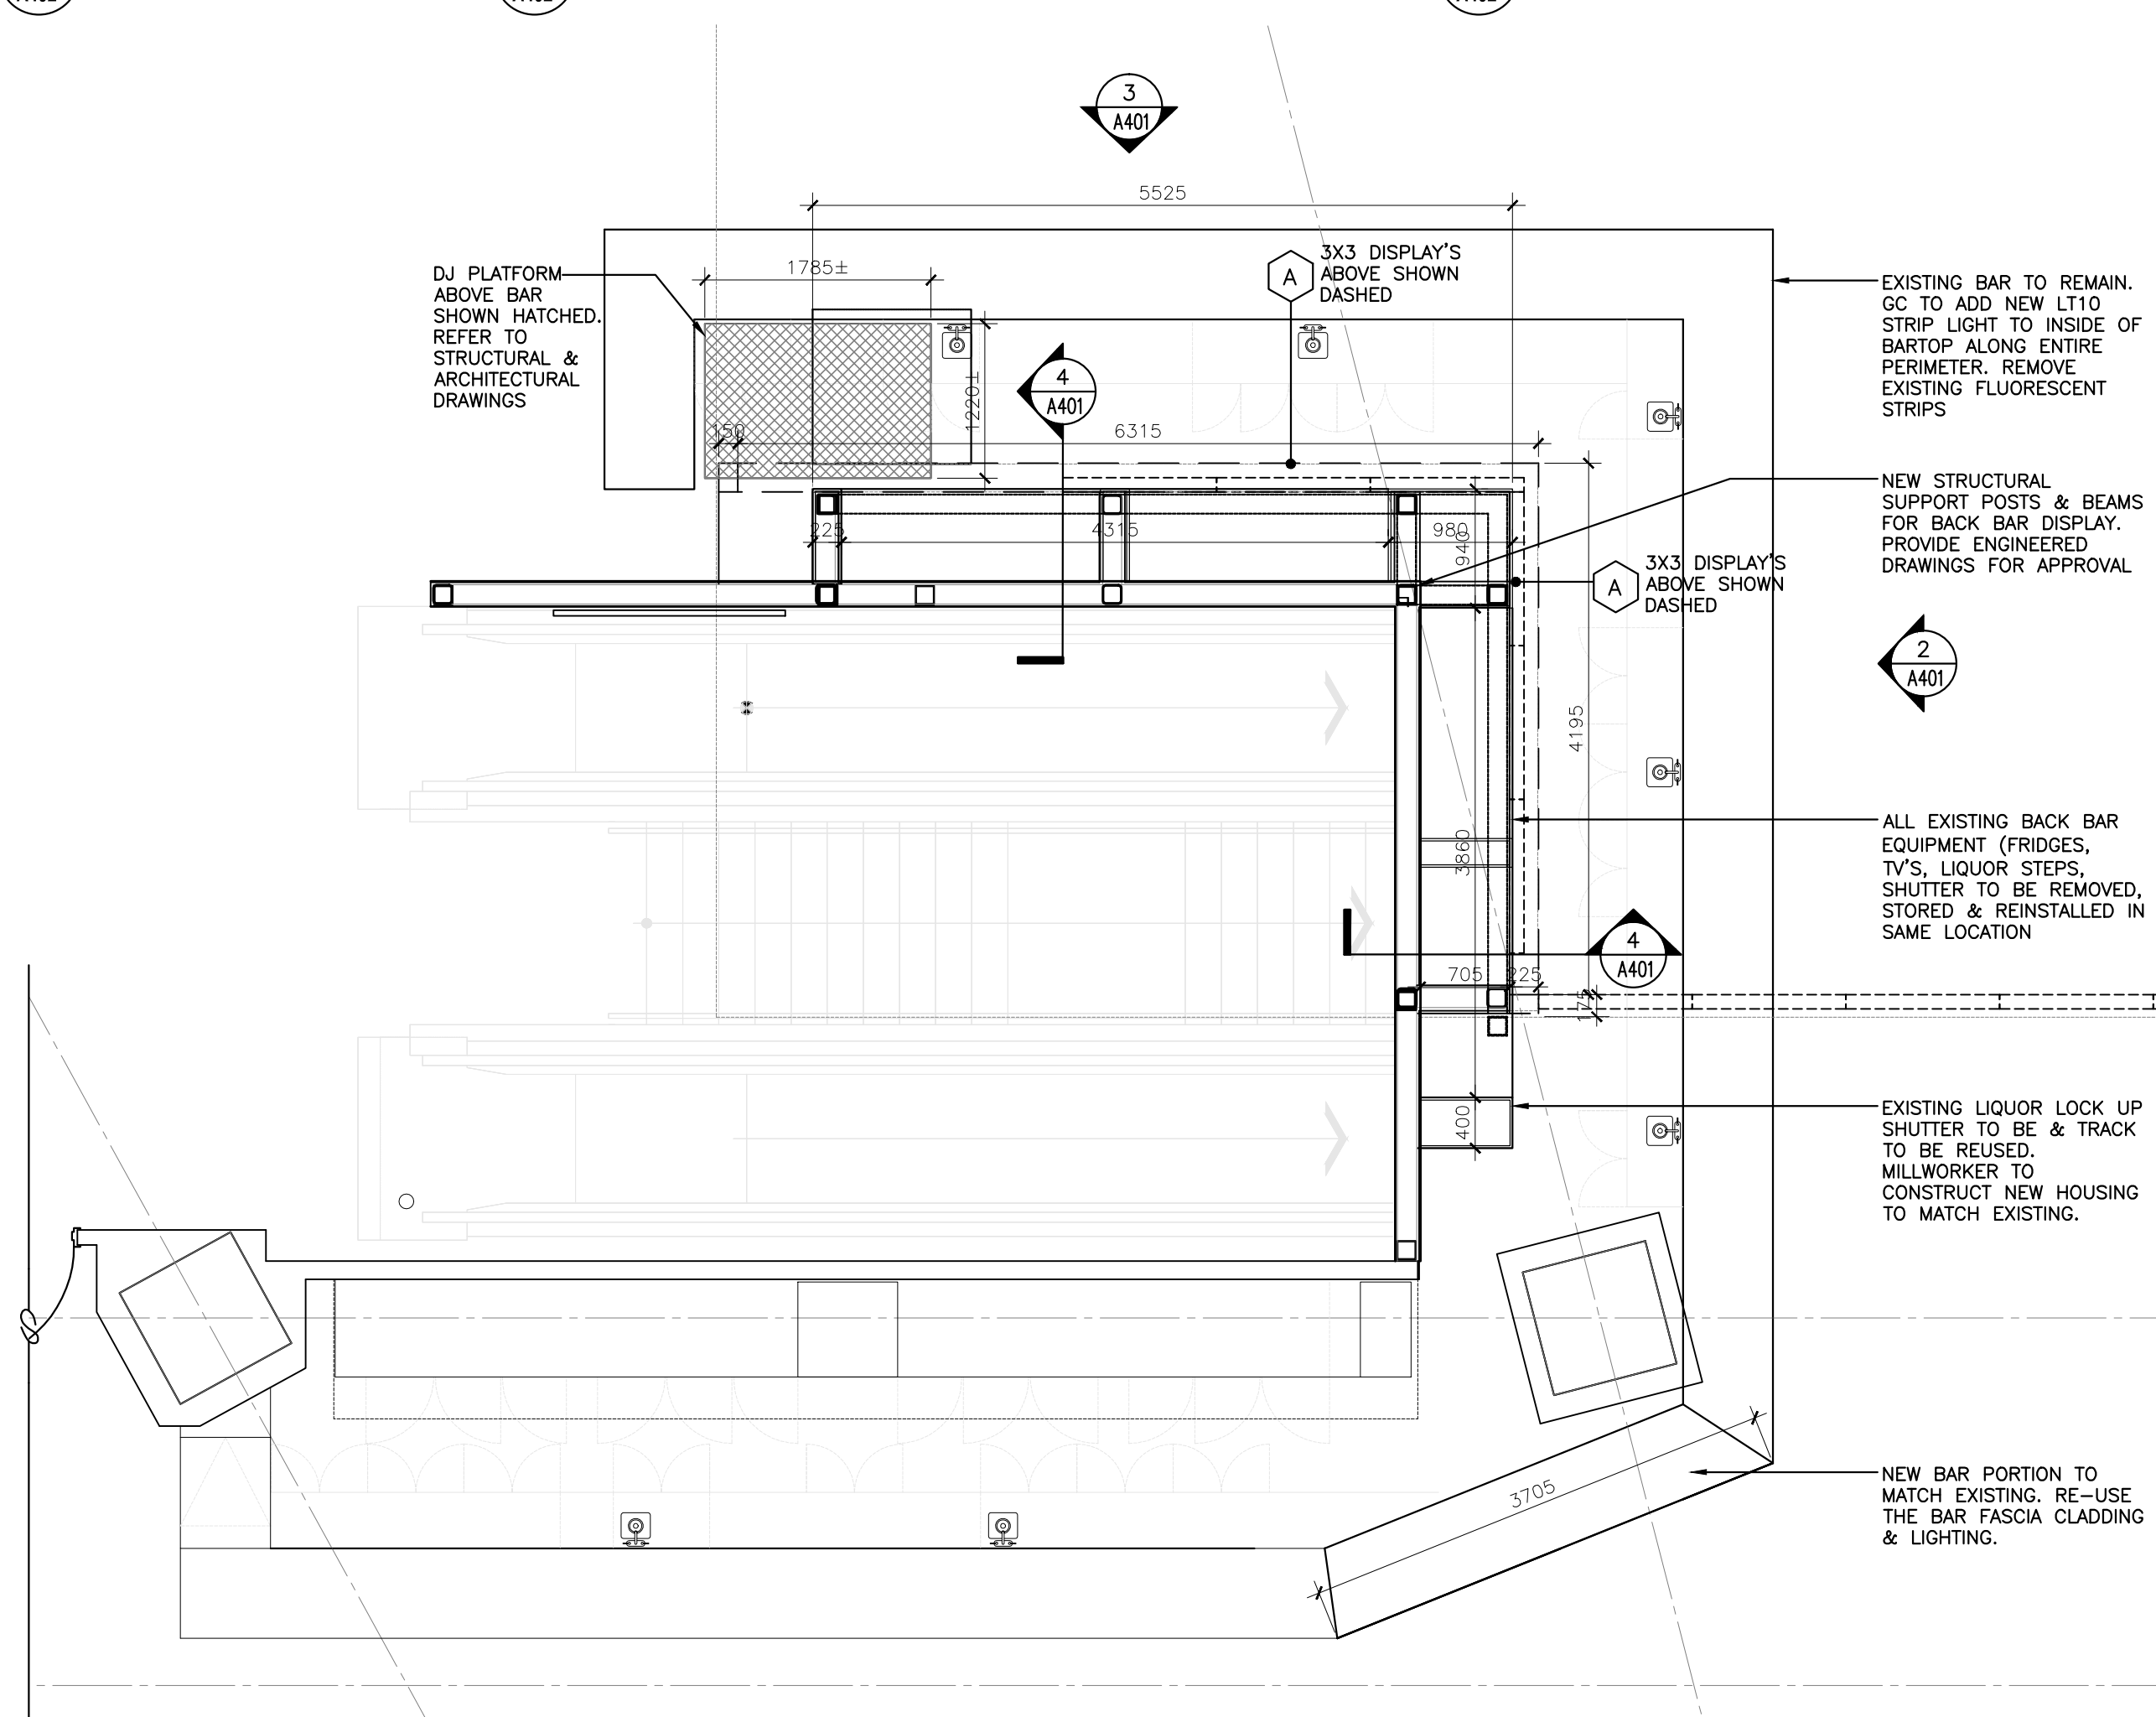 3
A401
5525
1785±
DJ PLATFORM
ABOVE BAR
SHOWN HATCHED.
REFER TO
STRUCTURAL &
ARCHITECTURAL
DRAWINGS
A
3X3 DISPLAY'S
ABOVE SHOWN
DASHED
EXISTING BAR TO REMAIN.
GC TO ADD NEW LT10
STRIP LIGHT TO INSIDE OF
BARTOP ALONG ENTIRE
PERIMETER. REMOVE
EXISTING FLUORESCENT
STRIPS
4
A401
1220±
150
6315
NEW STRUCTURAL
SUPPORT POSTS & BEAMS
FOR BACK BAR DISPLAY.
PROVIDE ENGINEERED
DRAWINGS FOR APPROVAL
225
4315
980
940
A
3X3 DISPLAY'S
ABOVE SHOWN
DASHED
2
A401
4195
3860
ALL EXISTING BACK BAR
EQUIPMENT (FRIDGES,
TV'S, LIQUOR STEPS,
SHUTTER TO BE REMOVED,
STORED & REINSTALLED IN
SAME LOCATION
4
A401
705
225
175
400
EXISTING LIQUOR LOCK UP
SHUTTER TO BE & TRACK
TO BE REUSED.
MILLWORKER TO
CONSTRUCT NEW HOUSING
TO MATCH EXISTING.
3705
NEW BAR PORTION TO
MATCH EXISTING. RE-USE
THE BAR FASCIA CLADDING
& LIGHTING.